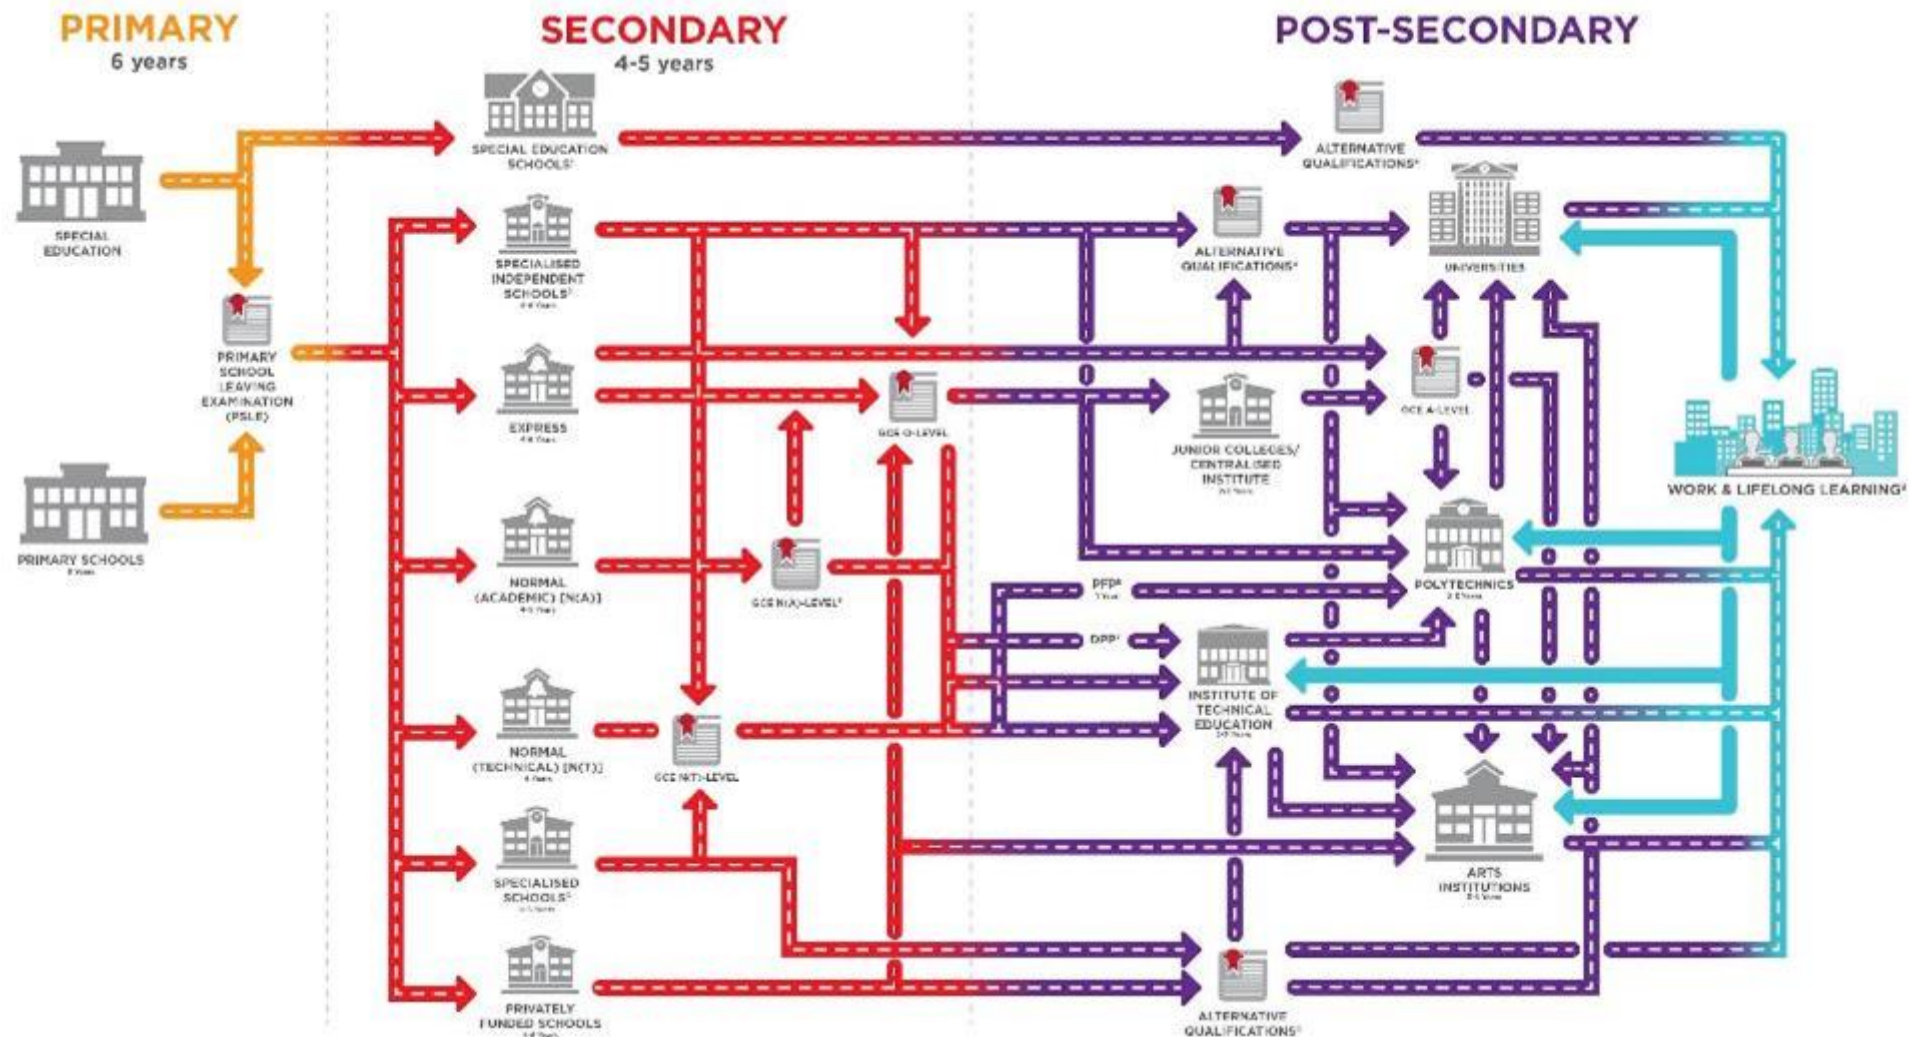 PRIMARY
6 years
SECONDARY
4-5 years
POST-SECONDARY
SPECIAL
EDUCATION
PRIMARY
SCHOOL
LEAVING
EXAMINATION
(PSLE)
PRIMARY SCHOOLS
SPECIAL EDUCATION
SCHOOLS
SPECIALISED
INDEPENDENT
SCHOOLS
EXPRESS
NORMAL
(ACADEMIC) [N(A)]
NORMAL
(TECHNICAL) [N(T)]
SPECIALISED
SCHOOLS
PRIVATELY
FUNDED SCHOOLS
GCE O-LEVEL
GCE N(A)-LEVEL
GCE N(T)-LEVEL
ALTERNATIVE
QUALIFICATIONS
ALTERNATIVE
QUALIFICATIONS
UNIVERSITIES
GCE A-LEVEL
JUNIOR COLLEGES/
CENTRALISED
INSTITUTE
POLYTECHNICS
PFP
1 Year
DPP
INSTITUTE OF
TECHNICAL
EDUCATION
ARTS
INSTITUTIONS
ALTERNATIVE
QUALIFICATIONS
WORK & LIFELONG LEARNING